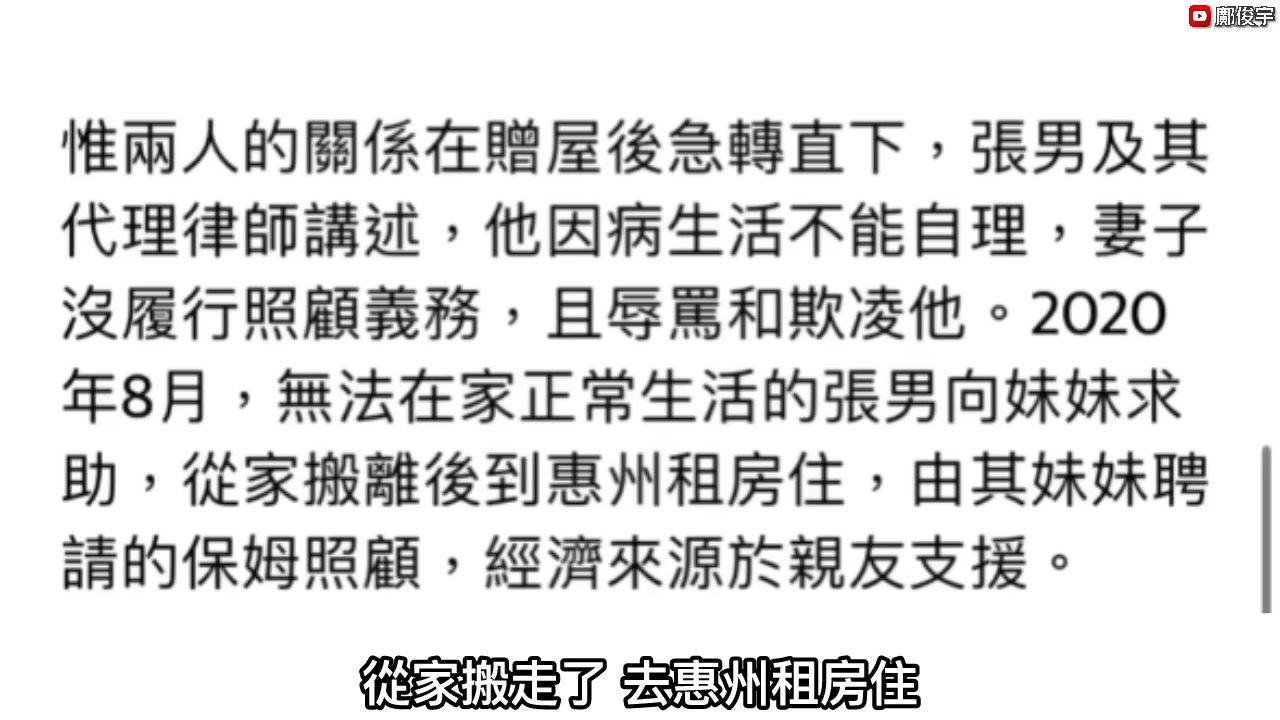 鄺俊宇
惟兩人的關係在贈屋後急轉直下，張男及其
代理律師講述，他因病生活不能自理，妻子
沒履行照顧義務，且辱罵和欺凌他。2020
年8月，無法在家正常生活的張男向妹妹求
助，從家搬離後到惠州租房住，由其妹妹聘
請的保姆照顧，經濟來源於親友支援。
從家搬走了 去惠州租房住